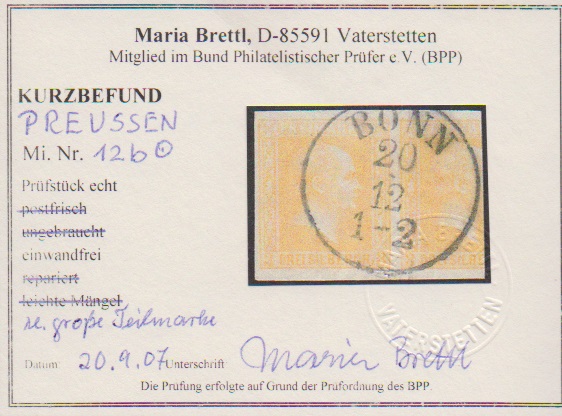 Maria Brettl, D-85591 Vaterstetten
Mitglied im Bund Philatelistischer Prüfer e.V. (BPP)
KURZBEFUND
PREUSSEN
Mi. Nr. 12b
Prüfstück echt
postfrisch
ungebraucht
einwandfrei
repariert
leichte Mängel
re. große Teilmarke
Datum: 20.9.07 Unterschrift Maria Brettl
Die Prüfung erfolgte auf Grund der Prüfordnung des BPP.
BONN
20
12
1-2
VATERSTETTEN